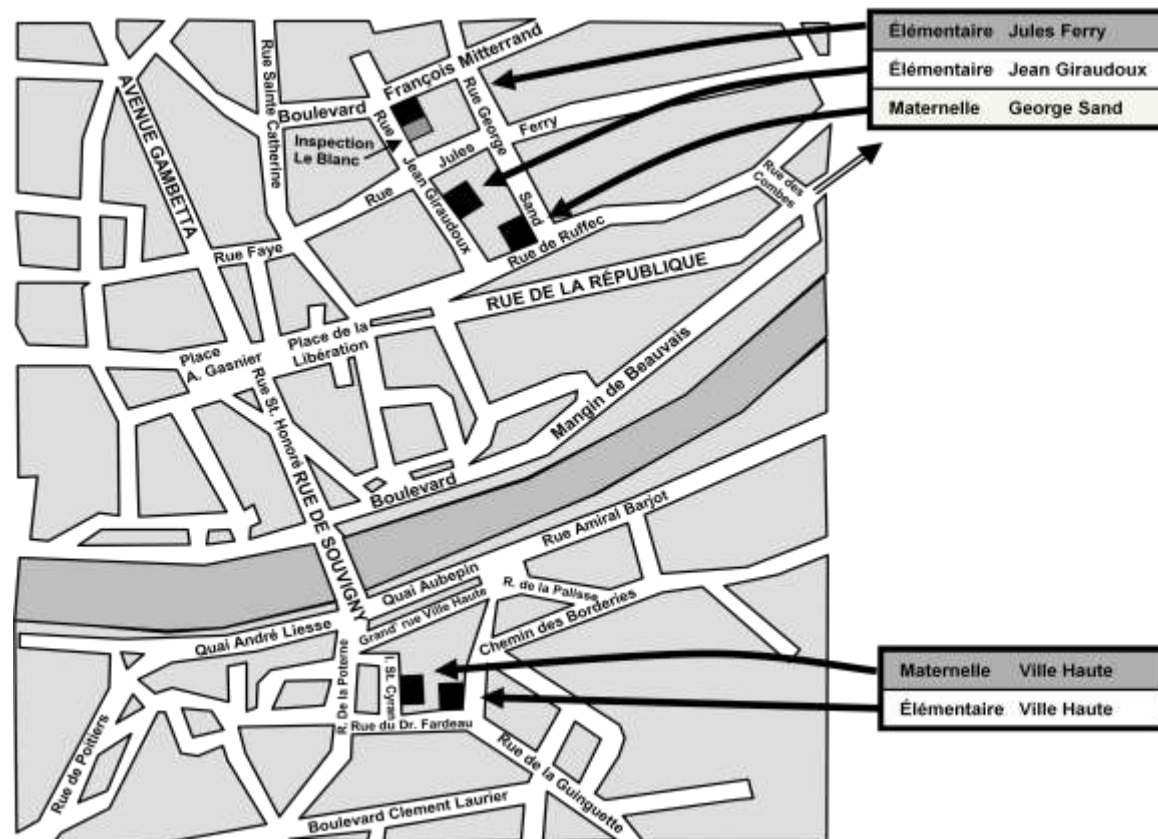 Élémentaire Jules Ferry
Élémentaire Jean Giraudoux
Maternelle George Sand
AVENUE GAMBETTA
Rue Sainte Catherine
Boulevard François Mitterrand
Rue George Sand
Inspection
Le Blanc
Rue Jean Giraudoux
Rue Jules Ferry
Rue des
Combes
Rue Faye
Rue de Ruffec
RUE DE LA RÉPUBLIQUE
Place
A. Gasnier
Place de la
Libération
Rue St. Honoré
RUE DE SOUVIGNY
Boulevard Mangin de Beauvais
Rue Amiral Barjot
Quai Aubepin
R. de la Palisse
Grand' rue Ville Haute
Chemin des Borderies
Quai André Liesse
R. De la Poterne
St. Cyran
Rue du Dr. Fardeau
Rue de Poitiers
Rue de la Guinguette
Boulevard Clement Laurier
Maternelle Ville Haute
Élémentaire Ville Haute